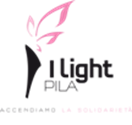 I light
PILA
ACCENDIAMO LA SOLIDARIETÀ